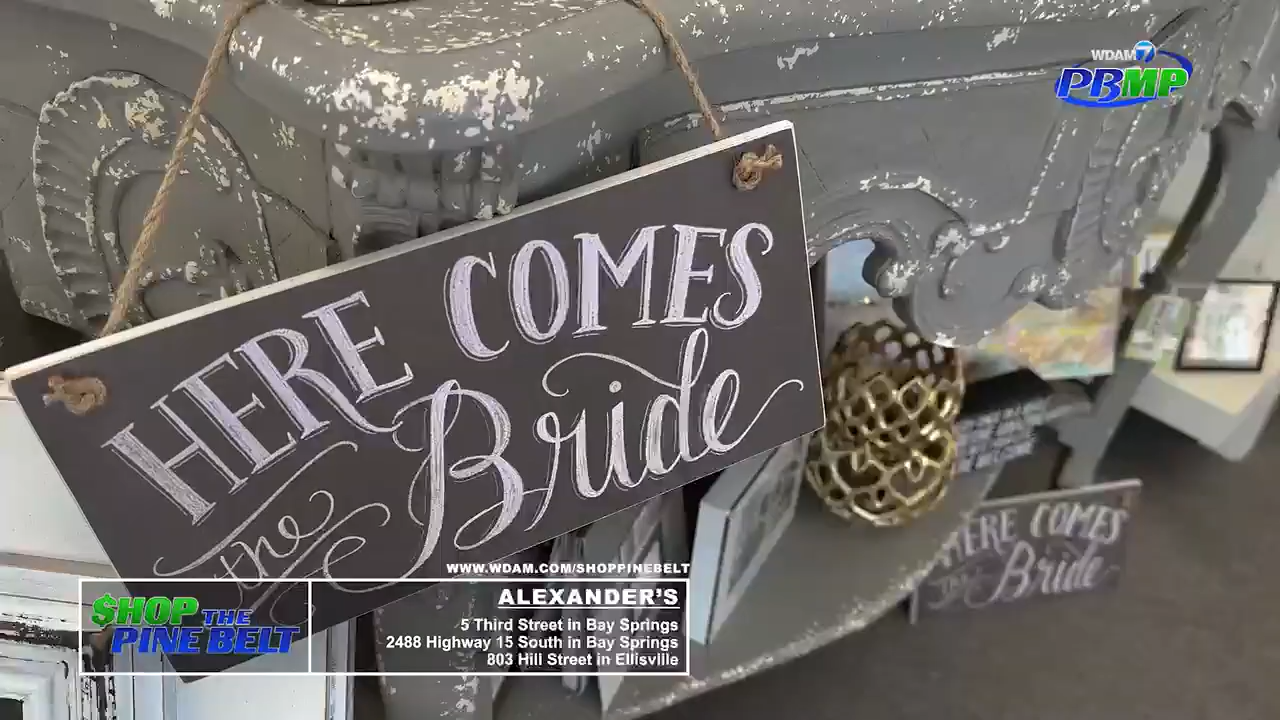 WDAM 7
PBMP
HERE COMES
the Bride
HERE COMES
the Bride
WWW.WDAM.COM/SHOPPINEBELT
$HOP THE
PINE BELT
ALEXANDER'S
5 Third Street in Bay Springs
2488 Highway 15 South in Bay Springs
803 Hill Street in Ellisville